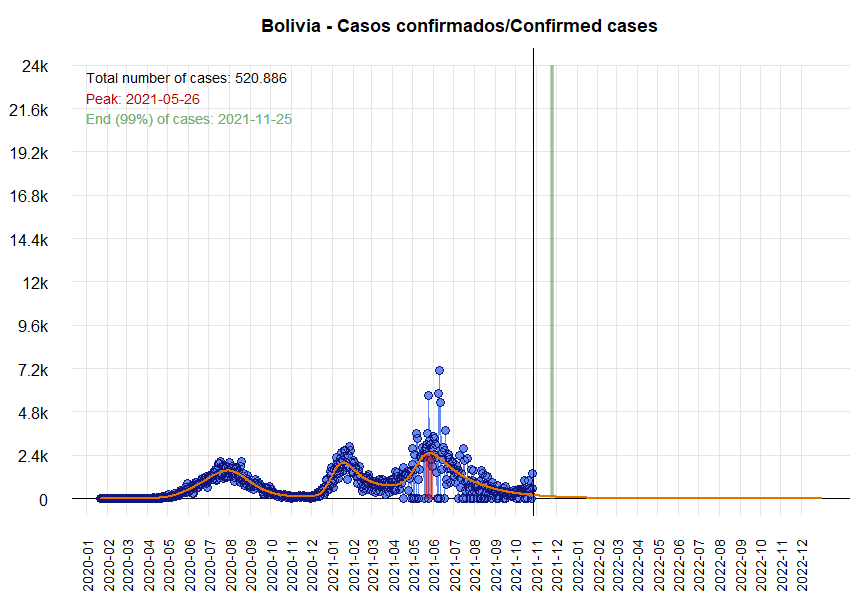 Bolivia - Casos confirmados/Confirmed cases
24k
21.6k
19.2k
16.8k
14.4k
12k
9.6k
7.2k
4.8k
2.4k
0
Total number of cases: 520.886
Peak: 2021-05-26
End (99%) of cases: 2021-11-25
2020-01
2020-02
2020-03
2020-04
2020-05
2020-06
2020-07
2020-08
2020-09
2020-10
2020-11
2020-12
2021-01
2021-02
2021-03
2021-04
2021-05
2021-06
2021-07
2021-08
2021-09
2021-10
2021-11
2021-12
2022-01
2022-02
2022-03
2022-04
2022-05
2022-06
2022-07
2022-08
2022-09
2022-10
2022-11
2022-12